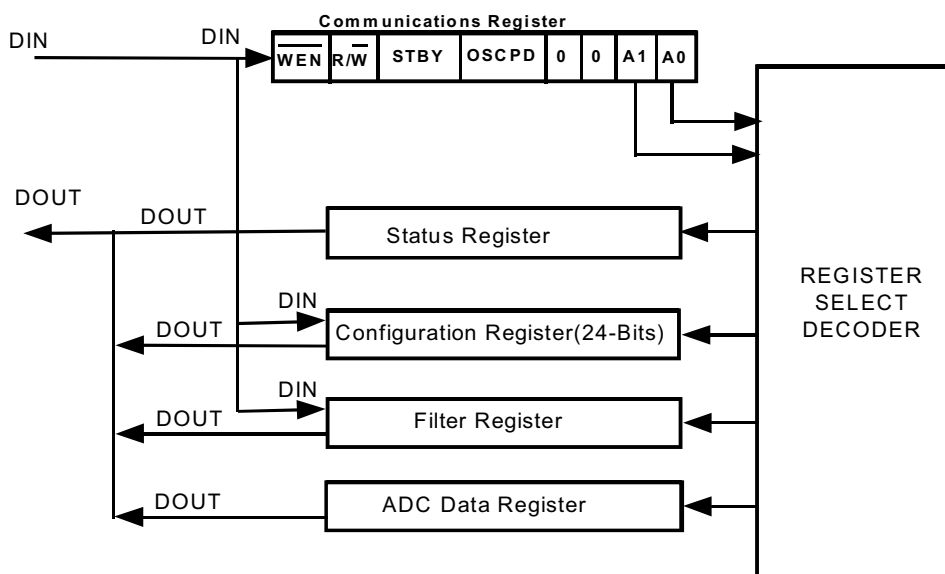 Communications Register
DIN
DIN
WEN R/W STBY OSCPD 0 0 A1 A0
DOUT
DOUT
Status Register
REGISTER
SELECT
DECODER
DIN
DOUT
Configuration Register(24-Bits)
DIN
DOUT
Filter Register
DOUT
ADC Data Register